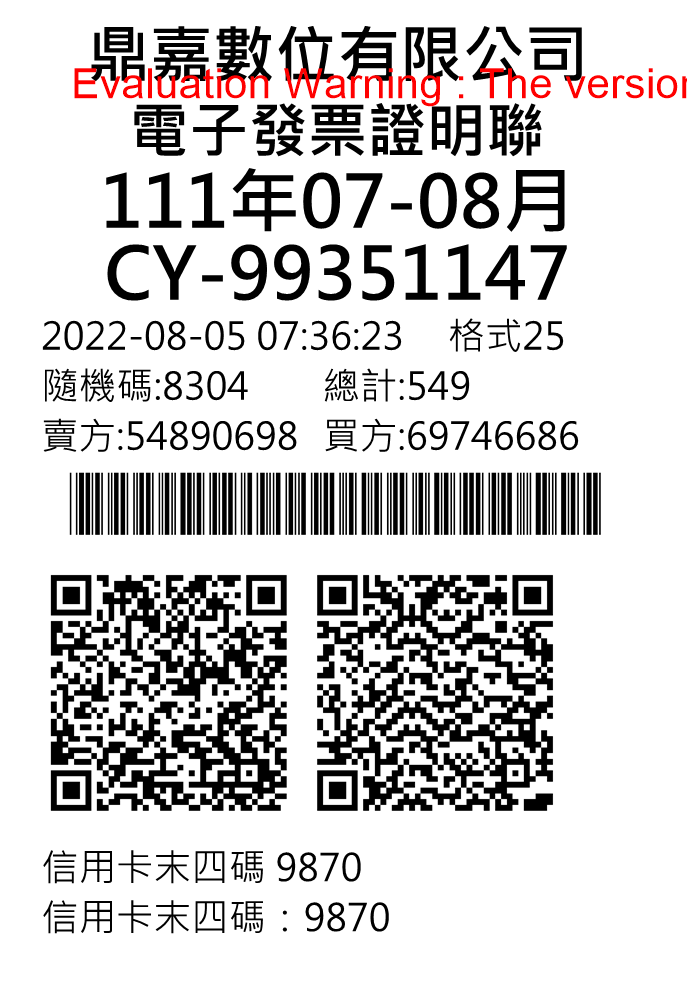 鼎嘉數位有限公司
Evaluation Warning : The version
電子發票證明聯
111年07-08月
CY-99351147
2022-08-05 07:36:23 格式25
隨機碼:8304 總計:549
賣方:54890698 買方:69746686
信用卡末四碼 9870
信用卡末四碼：9870